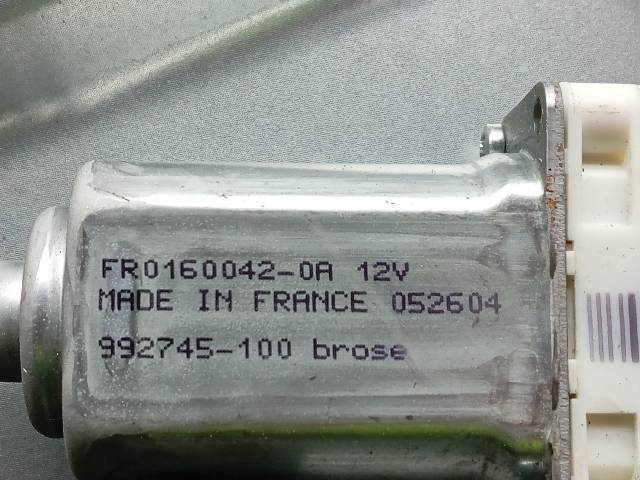 FR0160042-0A 12V
MADE IN FRANCE 052604
992745-100 brose